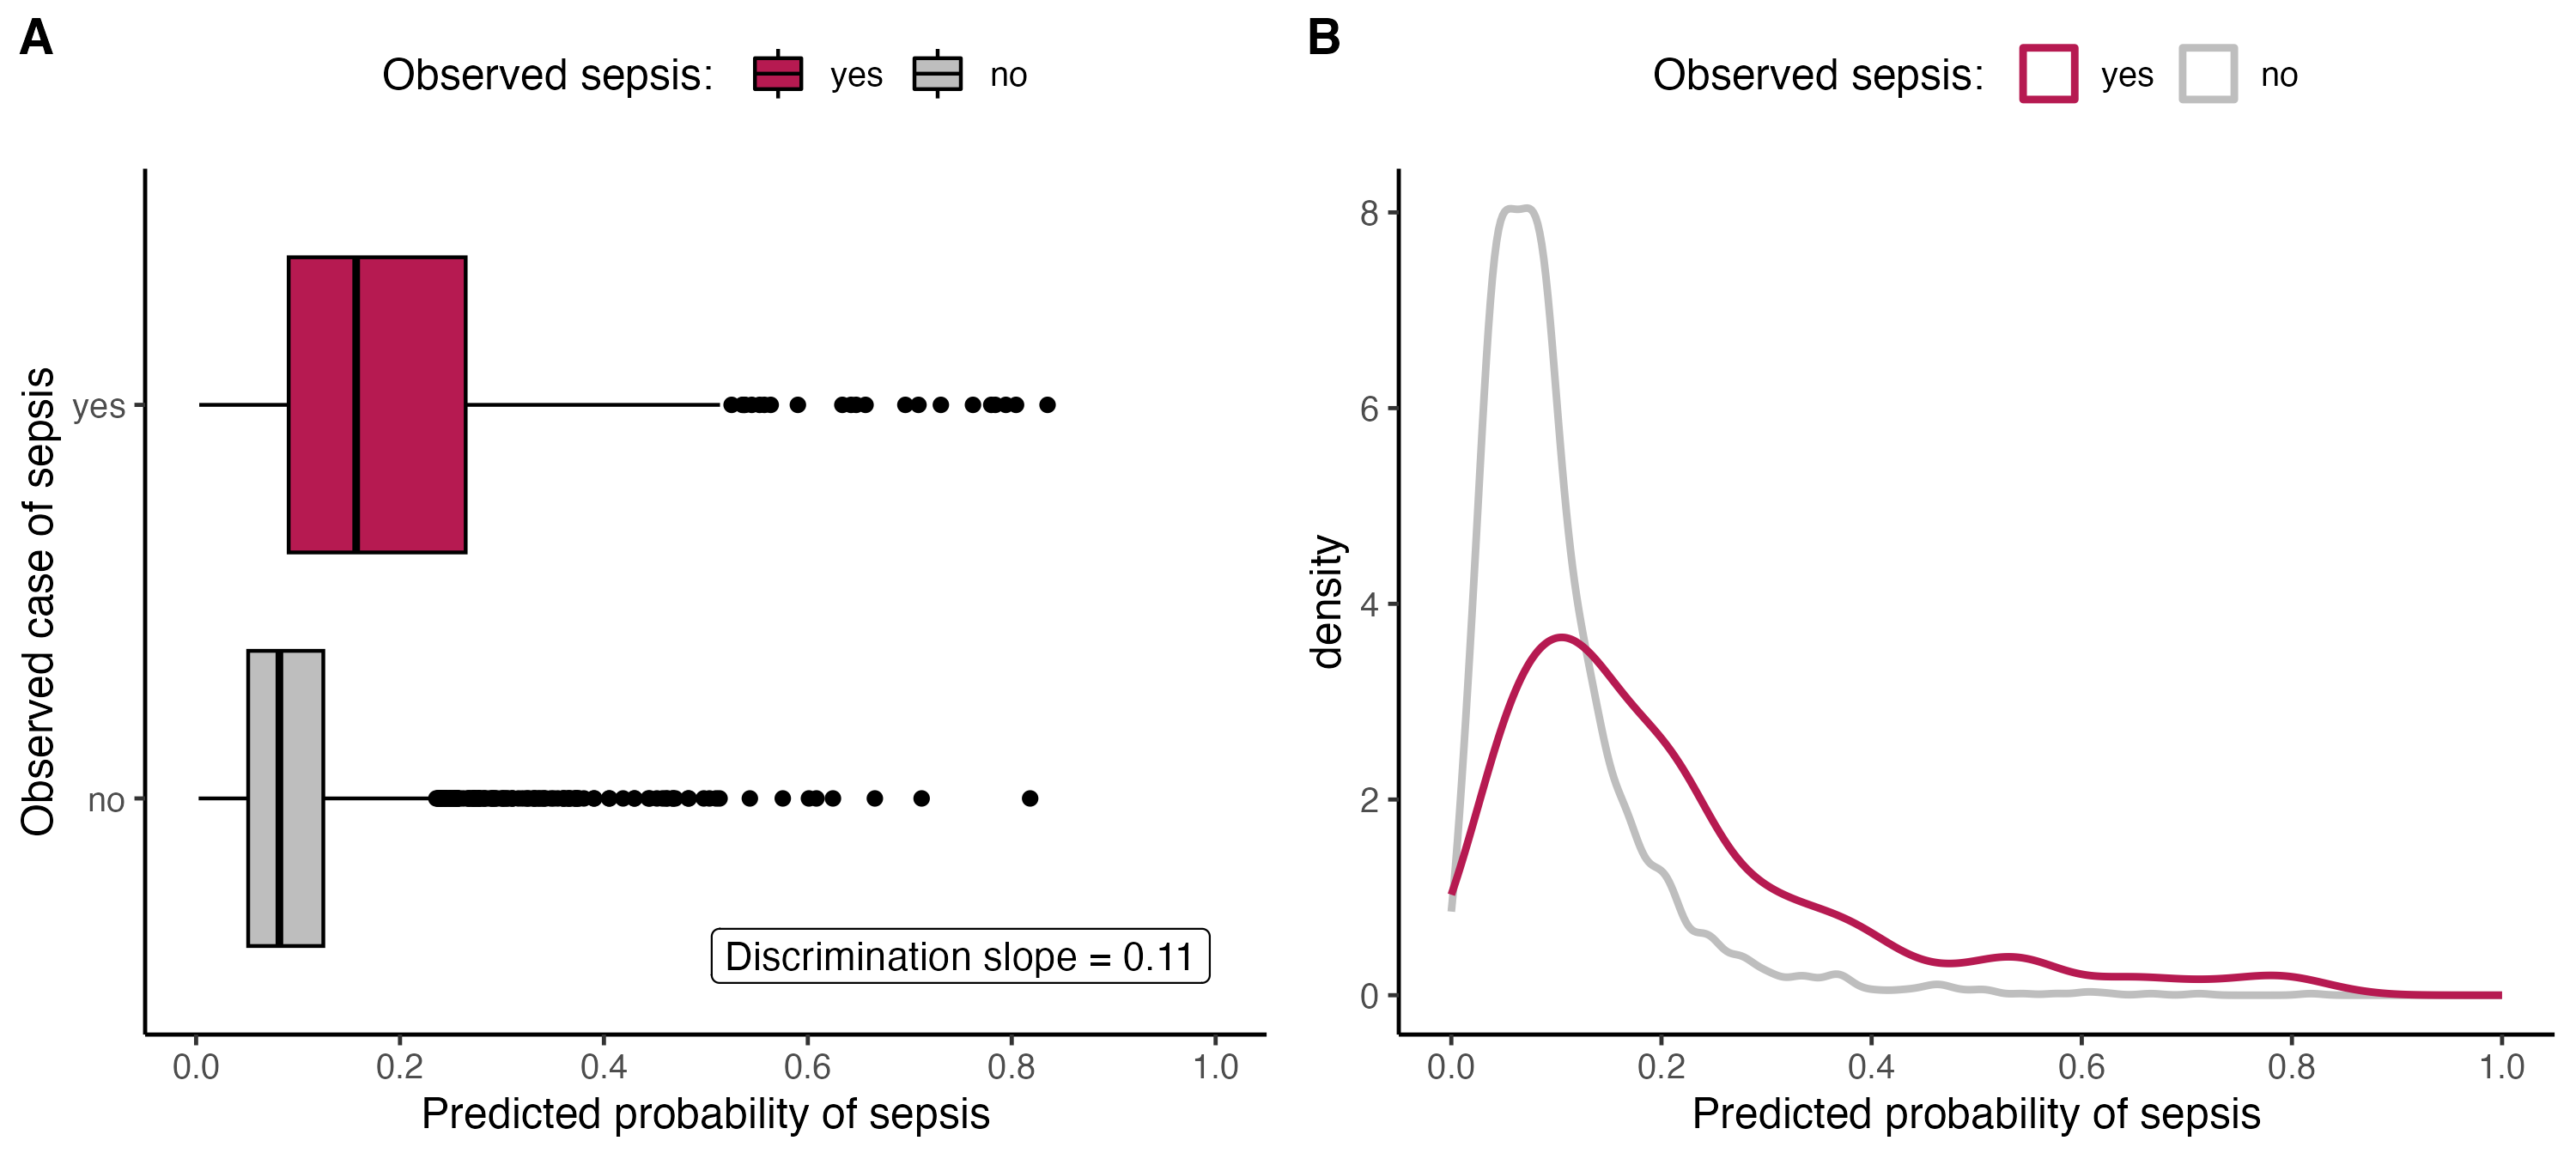 A
Observed sepsis: yes no
Observed case of sepsis
yes
no
Discrimination slope = 0.11
0.0 0.2 0.4 0.6 0.8 1.0
Predicted probability of sepsis
B
Observed sepsis: yes no
density
8
6
4
2
0
0.0 0.2 0.4 0.6 0.8 1.0
Predicted probability of sepsis